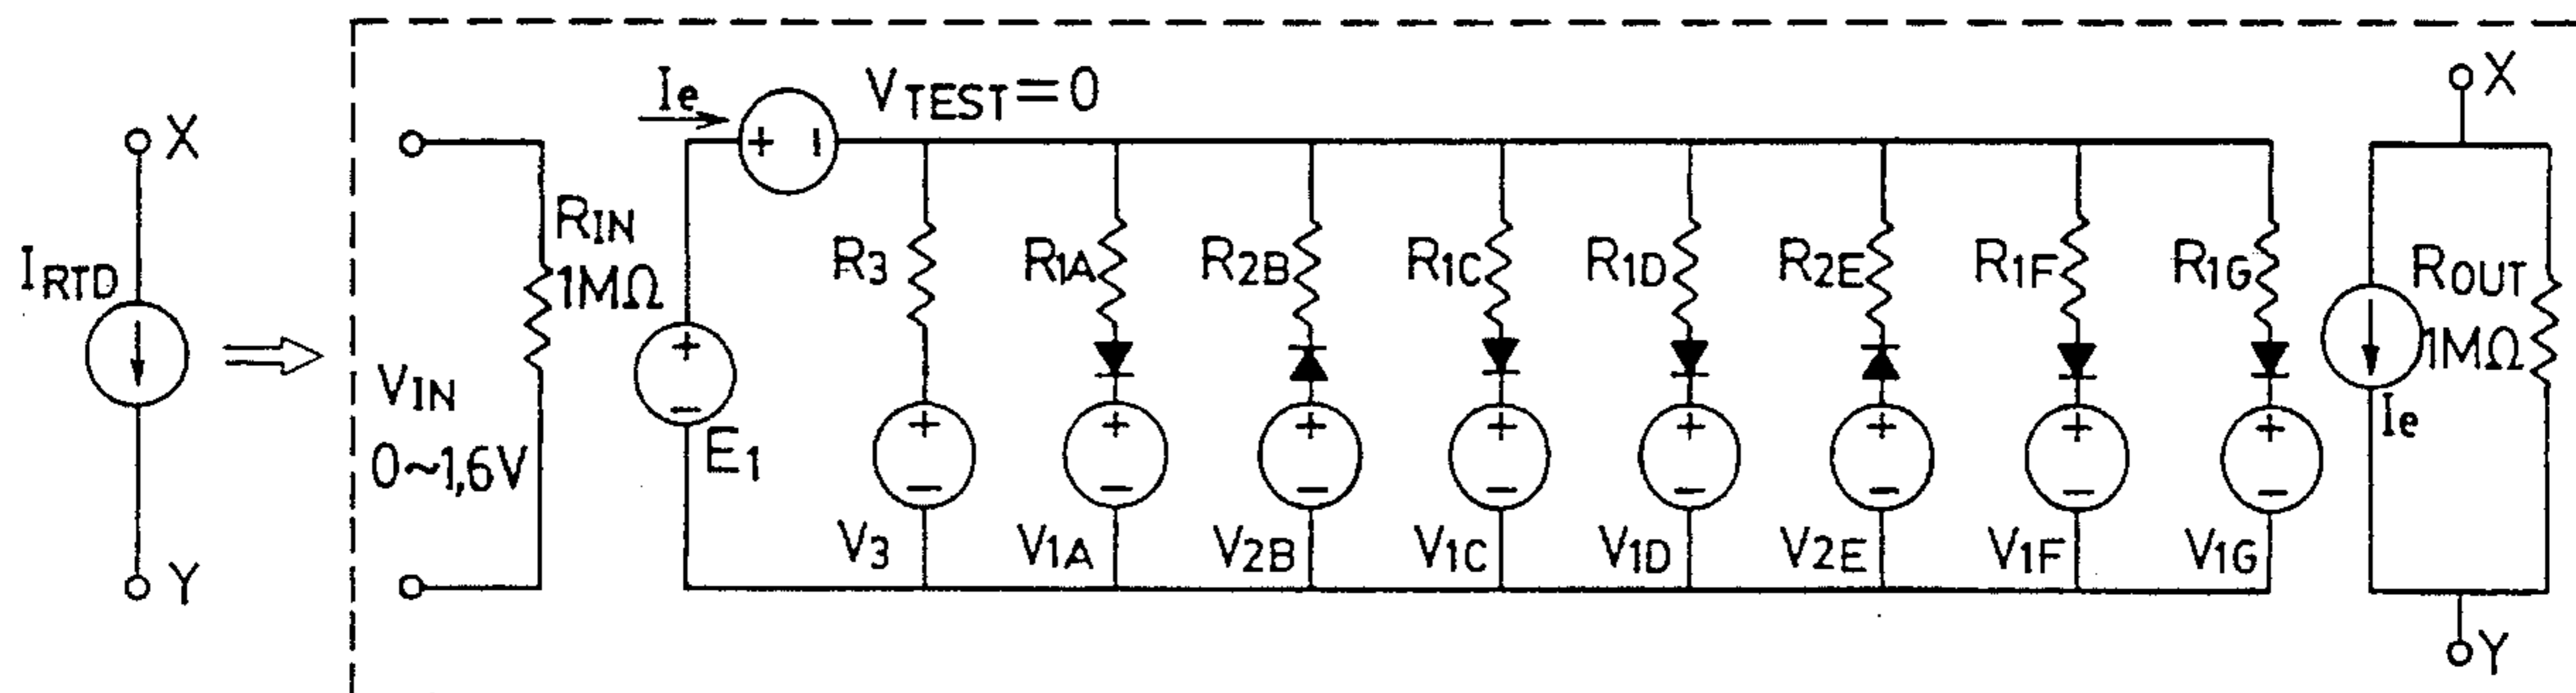 X
IRTD
Y
VIN
0~1,6V
RIN
1MΩ
Ie
VTEST=0
+ -
+
-
E1
R3
R1A
R2B
R1C
R1D
R2E
R1F
R1G
+ + + + + + + +
- - - - - - - -
V3
V1A
V2B
V1C
V1D
V2E
V1F
V1G
X
ROUT
1MΩ
Ie
Y